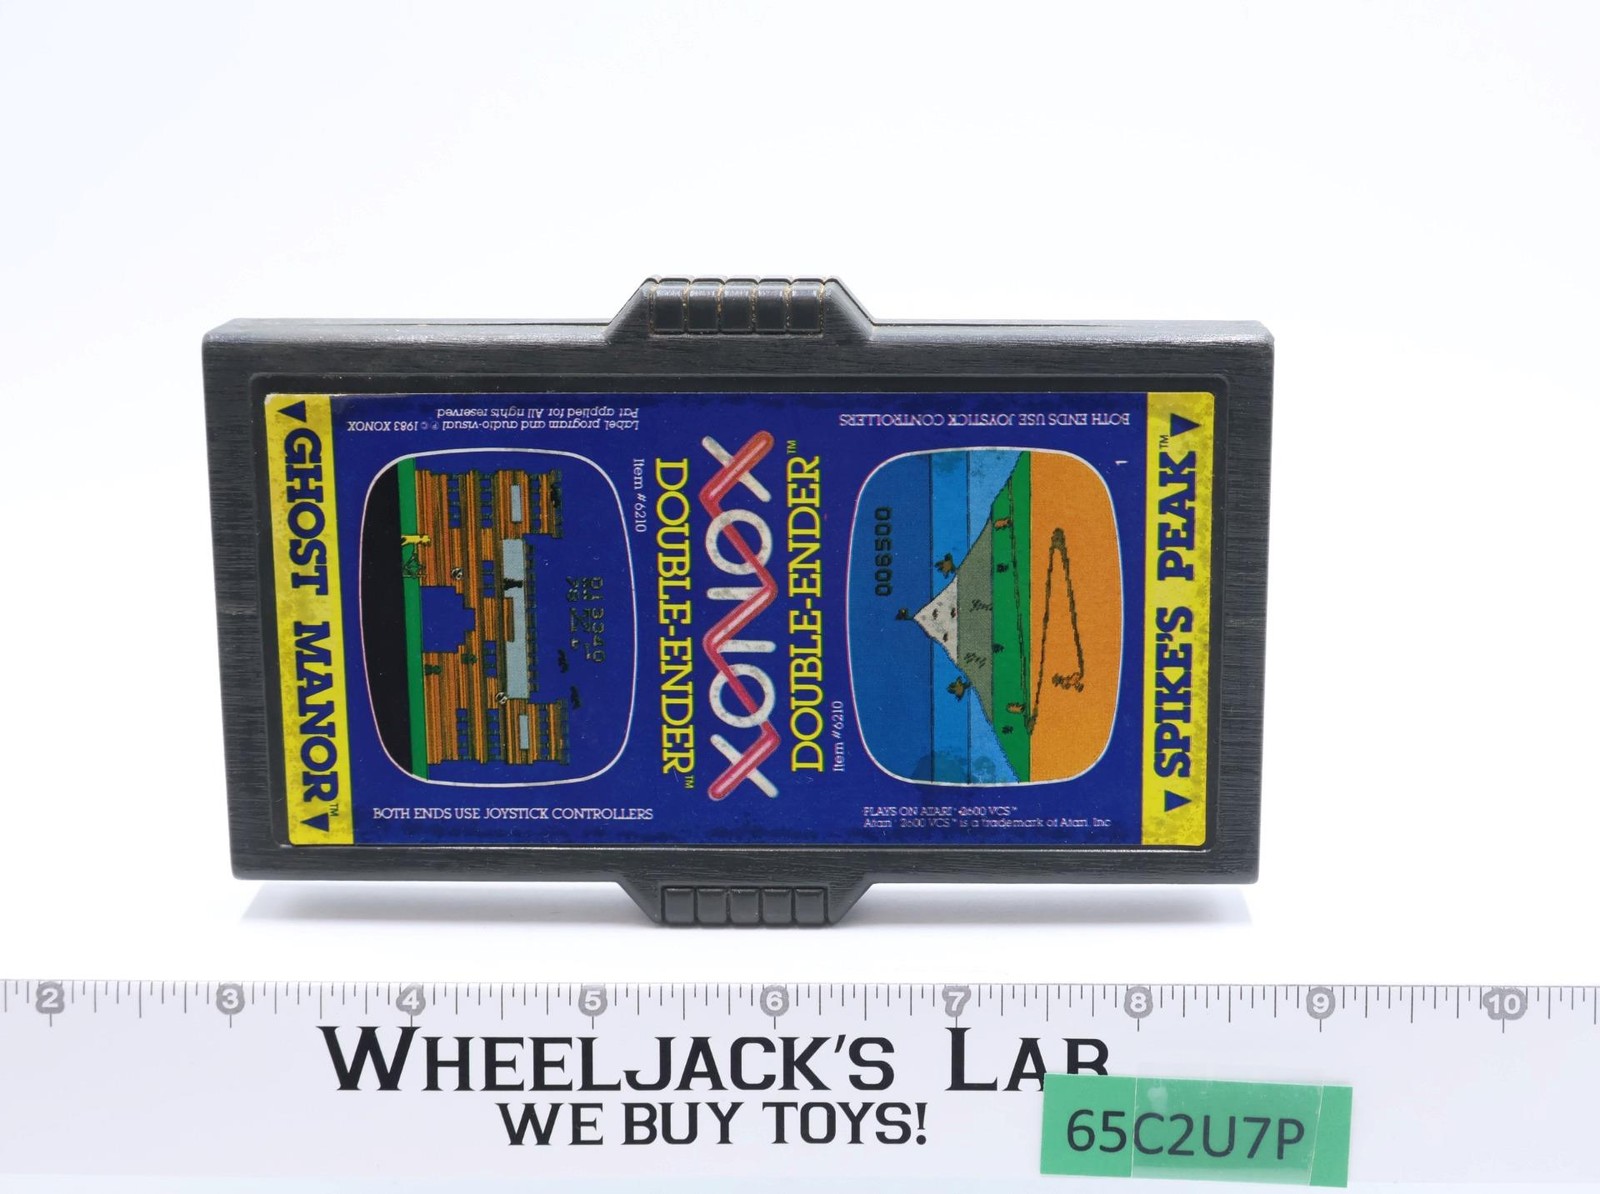 GHOST MANOR™
Label, program and audio-visual ℗ © 1983 XONOX
Pat applied for All rights reserved
BOTH ENDS USE JOYSTICK CONTROLLERS
01 3340
Item #6210
DOUBLE-ENDER™
XONOX
DOUBLE-ENDER™
Item #6210
BOTH ENDS USE JOYSTICK CONTROLLERS
006500
1
PLAYS ON ATARI 2600 VCS™
Atari 2600 VCS™ is a trademark of Atari, Inc
SPIKE'S PEAK™
2 3 4 5 6 7 8 9 10
WHEELJACK'S LAB
WE BUY TOYS!
65C2U7P